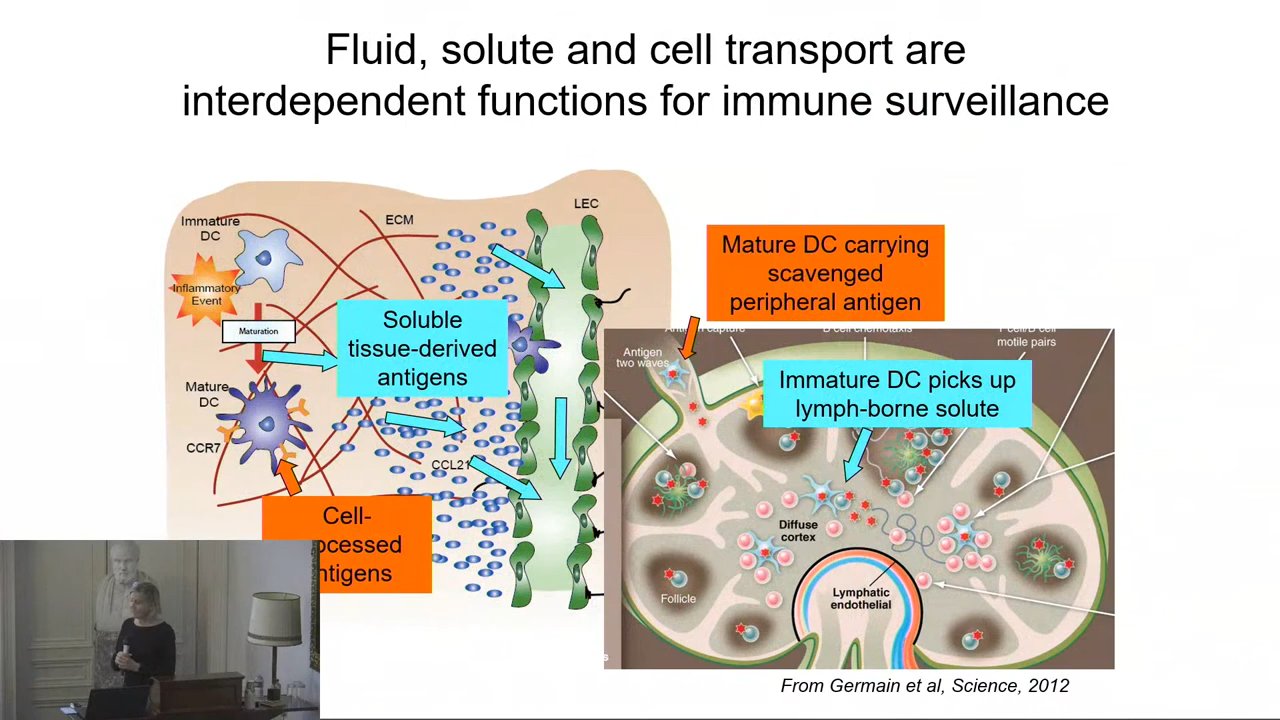 Fluid, solute and cell transport are
interdependent functions for immune surveillance
Immature
DC
ECM
LEC
Inflammatory
Event
Maturation
Soluble
tissue-derived
antigens
Mature
DC
CCR7
CCL21
Cell-
ntigens
Mature DC carrying
scavenged
peripheral antigen
capture
B cell chemotaxis
T cell/B cell
motile pairs
Antigen
two waves
Immature DC picks up
lymph-borne solute
Diffuse
cortex
Lymphatic
endothelial
Follicle
From Germain et al, Science, 2012